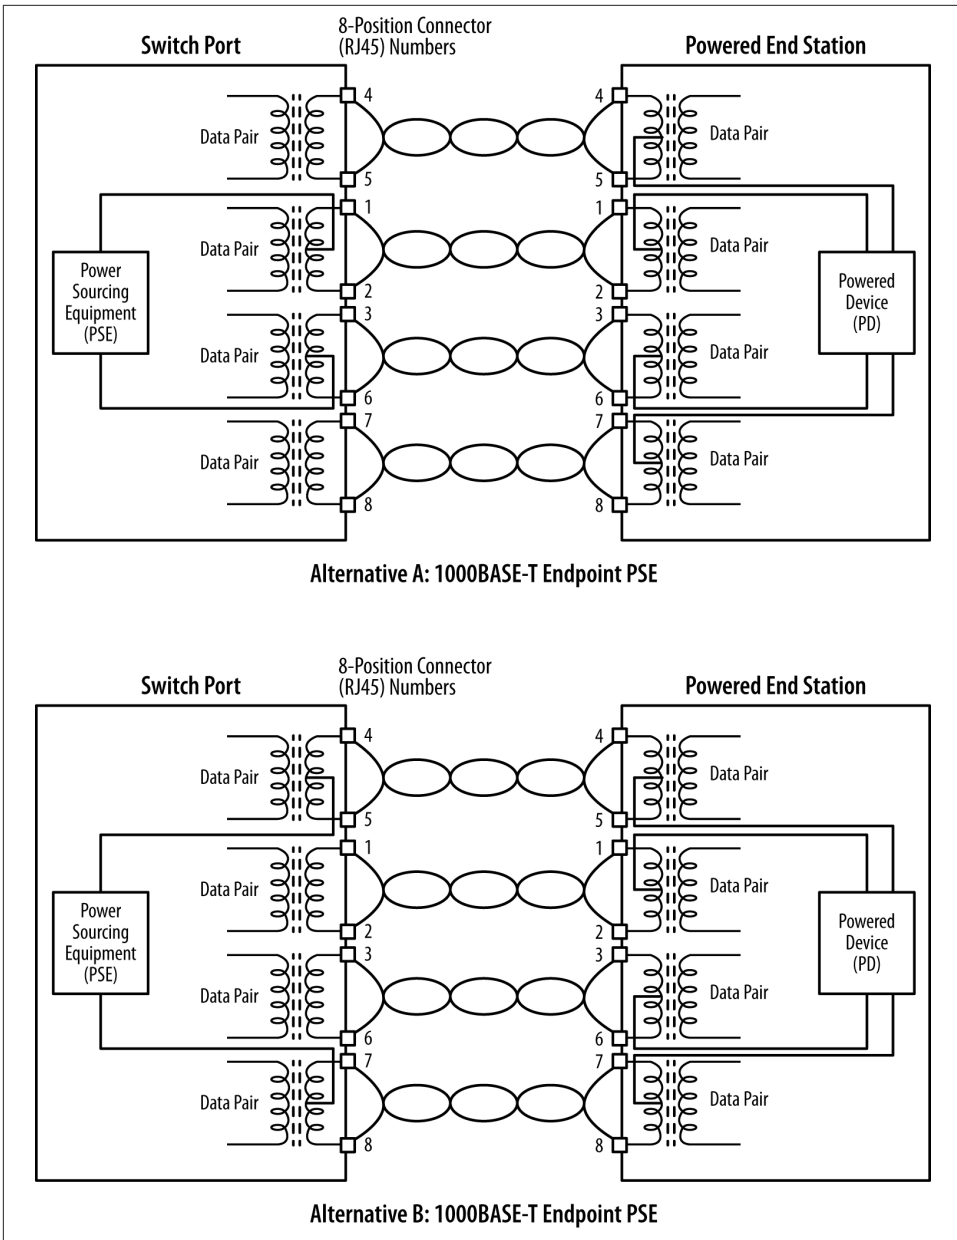 8-Position Connector
(RJ45) Numbers
Switch Port
Powered End Station
4
4
Data Pair
Data Pair
5
5
1
1
Data Pair
Data Pair
Power
Sourcing
Equipment
(PSE)
Powered
Device
(PD)
2
2
3
3
Data Pair
Data Pair
6
6
7
7
Data Pair
Data Pair
8
8
Alternative A: 1000BASE-T Endpoint PSE
8-Position Connector
(RJ45) Numbers
Switch Port
Powered End Station
4
4
Data Pair
Data Pair
5
5
1
1
Data Pair
Data Pair
Power
Sourcing
Equipment
(PSE)
Powered
Device
(PD)
2
2
3
3
Data Pair
Data Pair
6
6
7
7
Data Pair
Data Pair
8
8
Alternative B: 1000BASE-T Endpoint PSE